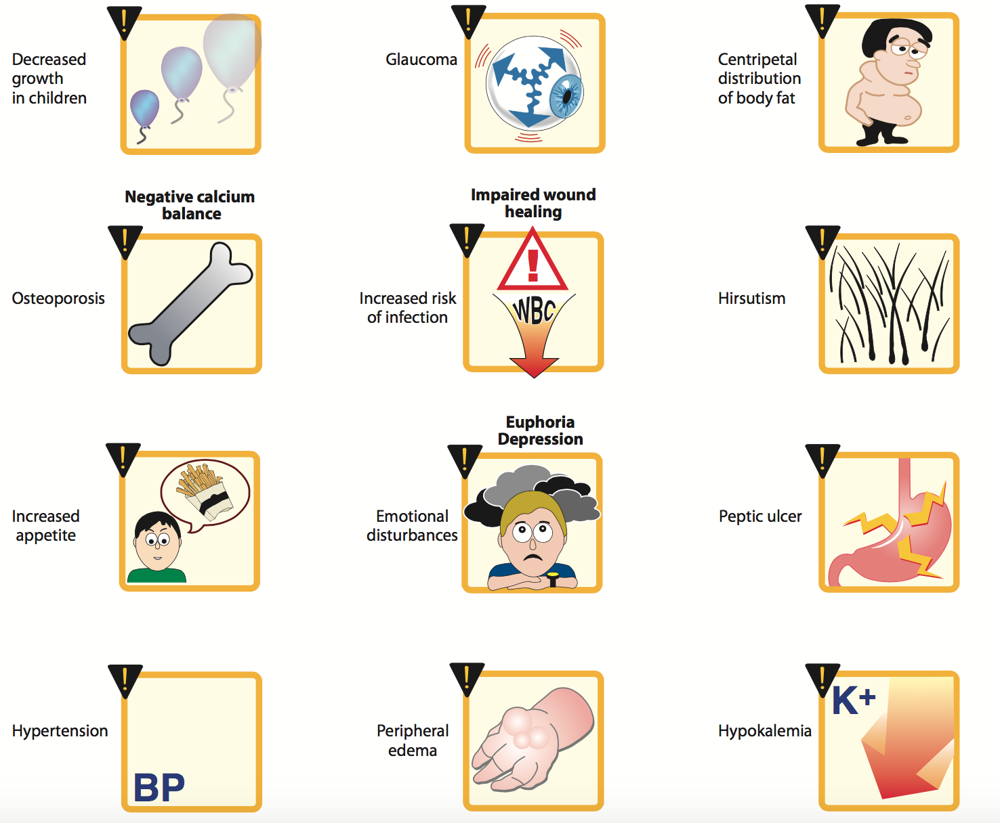 Decreased
growth
in children
Glaucoma
Centripetal
distribution
of body fat
Negative calcium
balance
Osteoporosis
Impaired wound
healing
Increased risk
of infection
!
WBC
Hirsutism
Increased
appetite
Euphoria
Depression
Emotional
disturbances
Peptic ulcer
Hypertension
BP
Peripheral
edema
Hypokalemia
K+